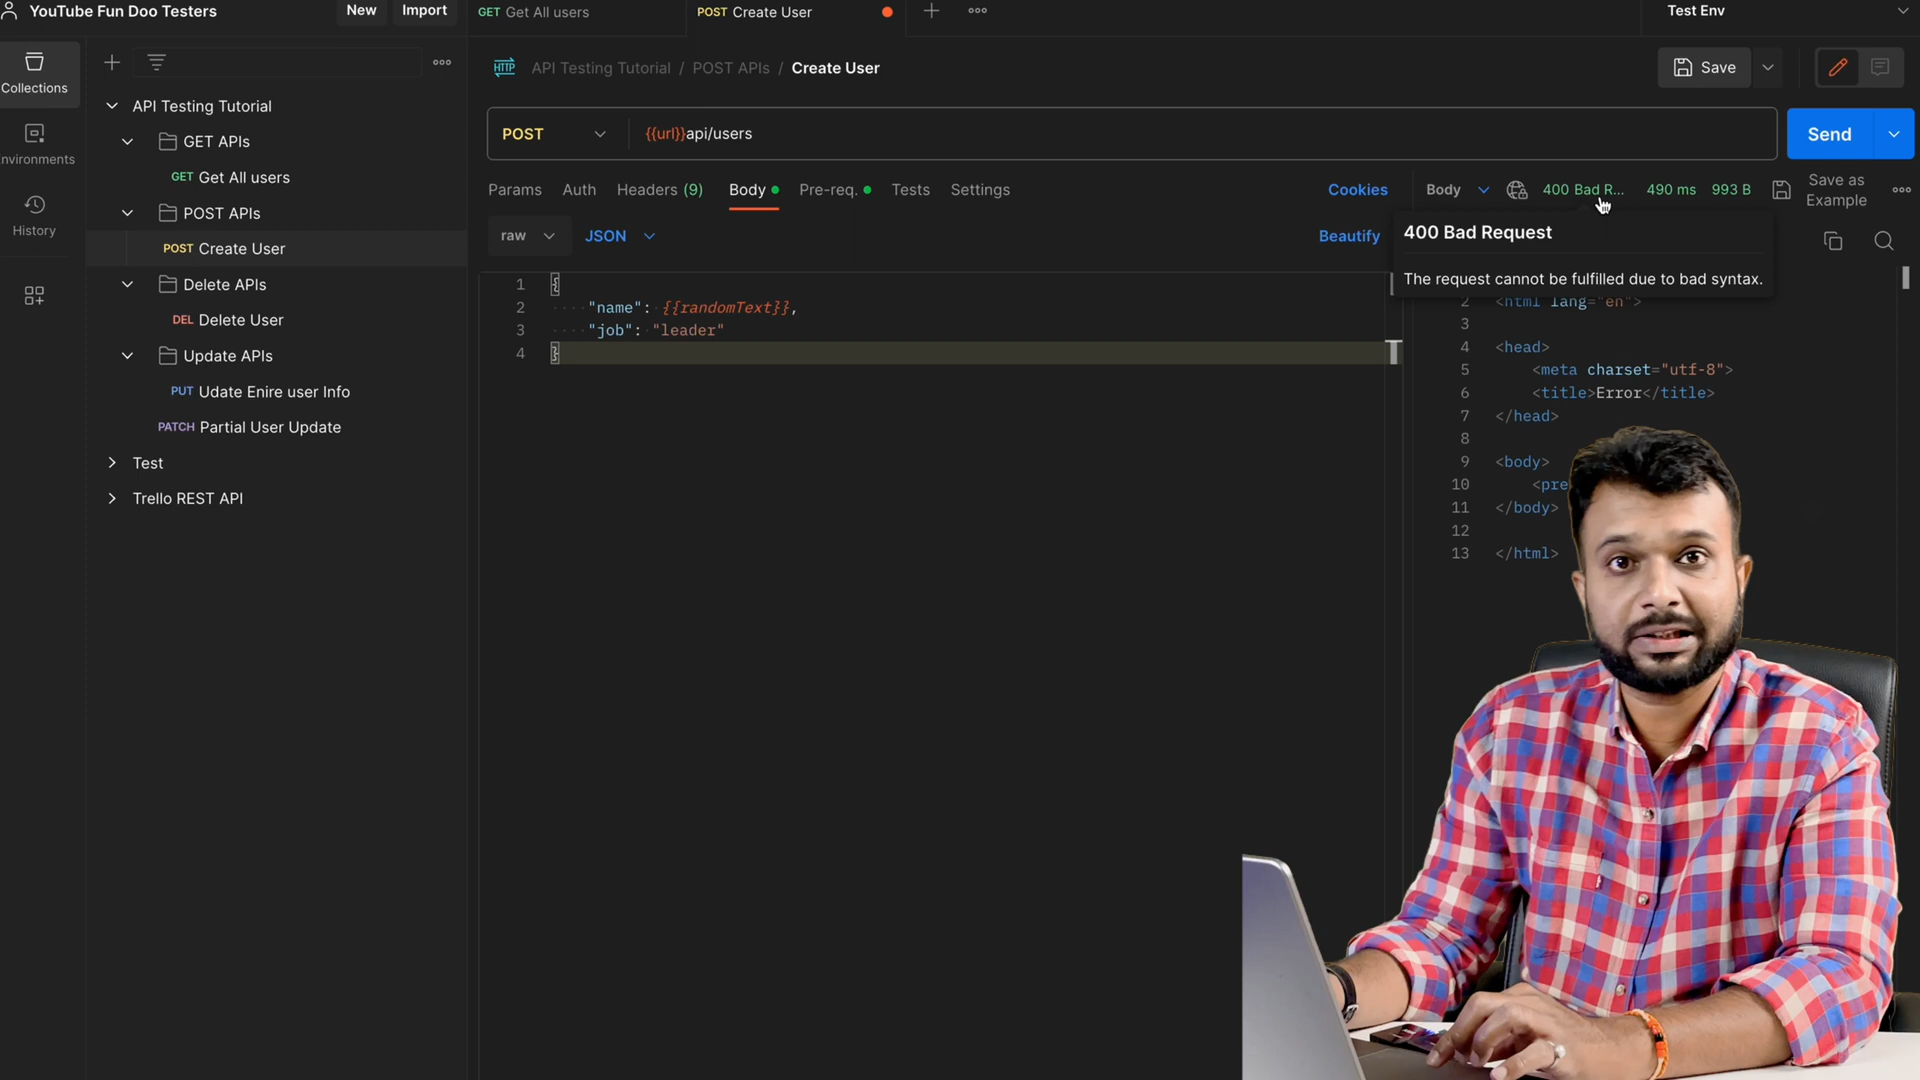 YouTube Fun Doo Testers
New
Import
GET Get All users
POST Create User
Test Env
Collections
nvironments
History
API Testing Tutorial
GET APIs
GET Get All users
POST APIs
POST Create User
Delete APIs
DEL Delete User
Update APIs
PUT Udate Enire user Info
PATCH Partial User Update
Test
Trello REST API
HTTP API Testing Tutorial / POST APIs / Create User
Save
POST
{{url}}api/users
Send
Params Auth Headers (9) Body Pre-req. Tests Settings
Cookies
raw JSON
Beautify
1 {
2 "name": {{randomText}},
3 "job": "leader"
4 }
Body
400 Bad R... 490 ms 993 B
Save as
Example
400 Bad Request
The request cannot be fulfilled due to bad syntax.
2 <html lang="en">
3
4 <head>
5 <meta charset="utf-8">
6 <title>Error</title>
7 </head>
8
9 <body>
10 <pre
11 </body>
12
13 </html>